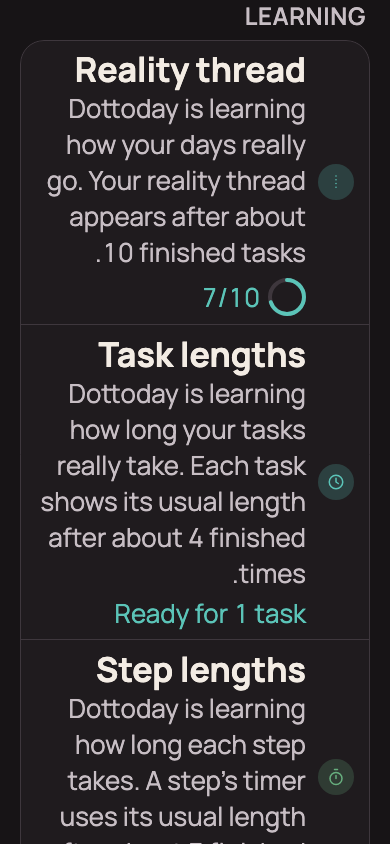 LEARNING
Reality thread
Dottoday is learning
how your days really
go. Your reality thread
appears after about
.10 finished tasks
7/10
Task lengths
Dottoday is learning
how long your tasks
really take. Each task
shows its usual length
after about 4 finished
.times
Ready for 1 task
Step lengths
Dottoday is learning
how long each step
takes. A step's timer
uses its usual length